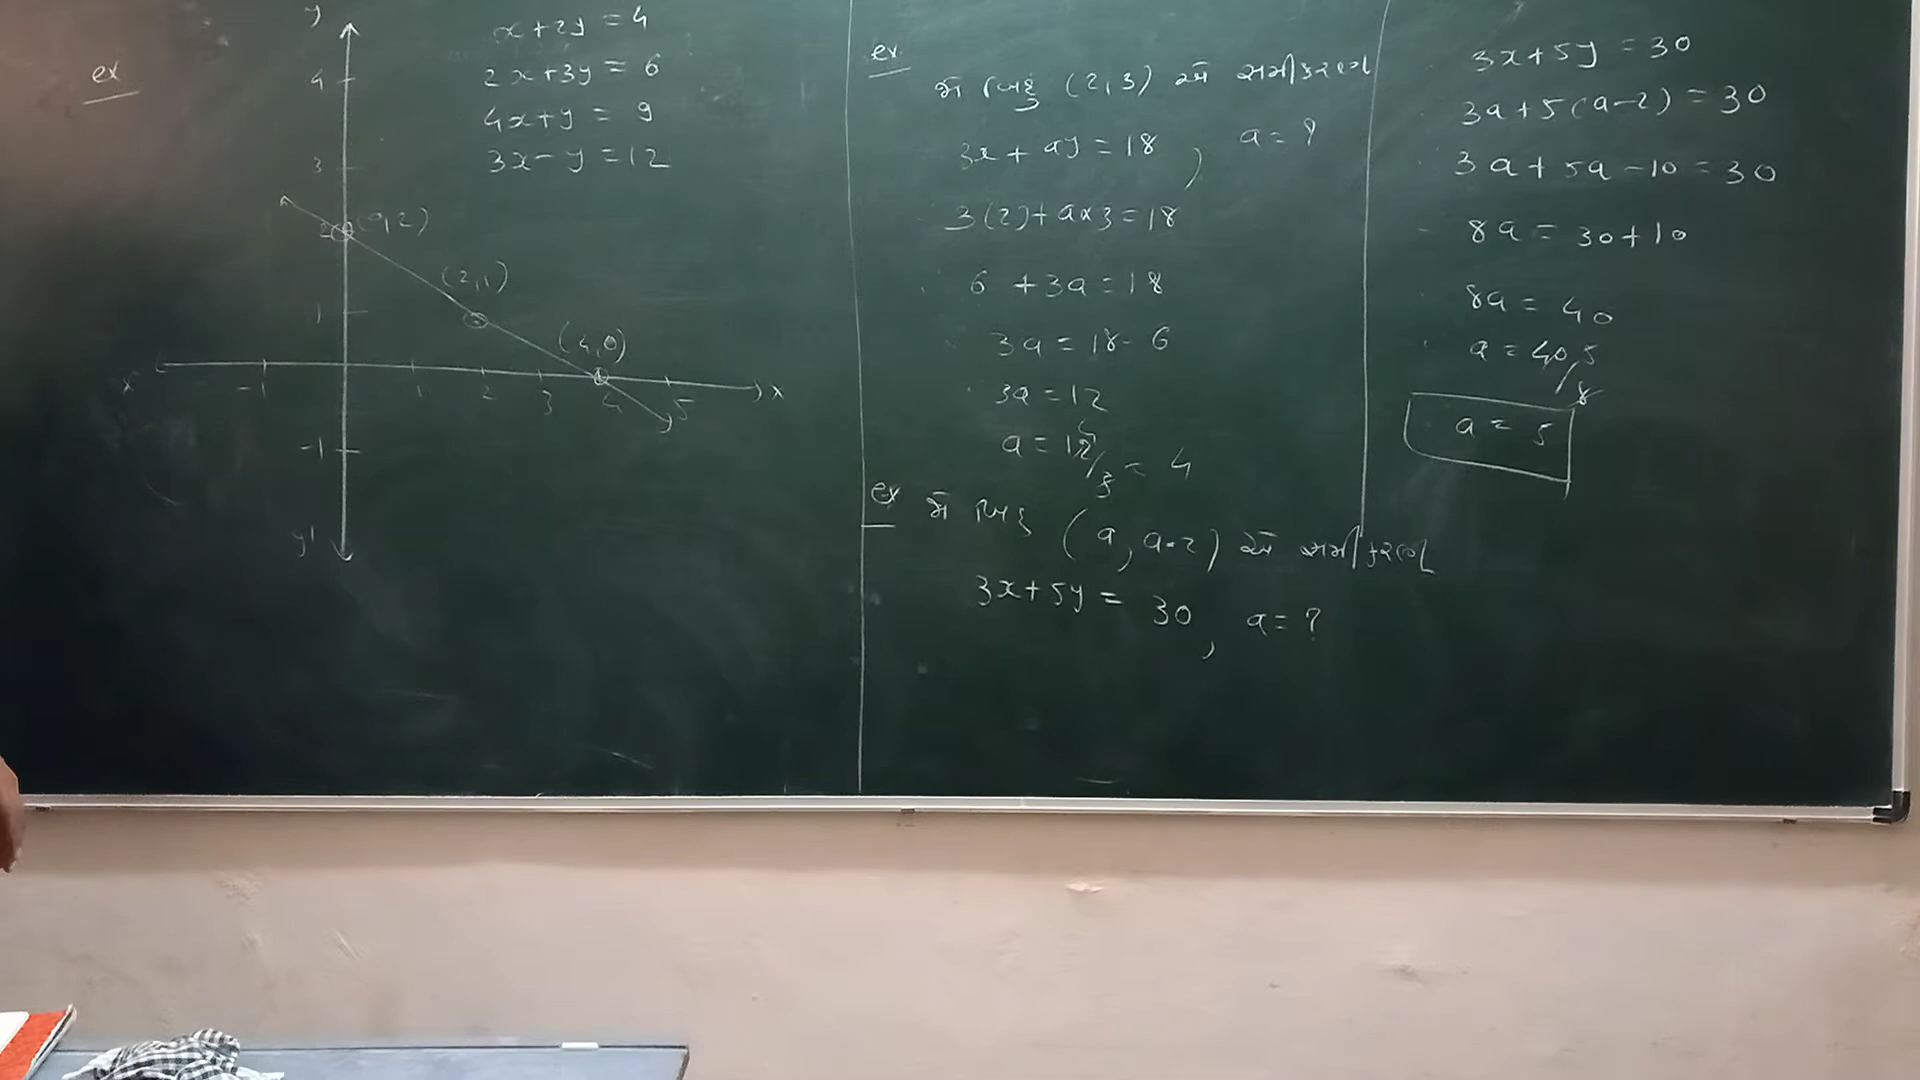 ex
y
4
3
2 (0,2)
(2,1)
1
(4,0)
x' -1 1 2 3 4 5 x
-1
y'
x+2y = 4
2x+3y = 6
4x+y = 9
3x-y = 12
ex.
જો બિંદુ (2,3) એ સમીકરણ
3x + ay = 18 , a = ?
3(2)+a×3 = 18
6 + 3a = 18
3a = 18 - 6
3a = 12
a = 12/3 = 4
ex જો બિંદુ (a, a-2) એ સમીકરણ
3x+5y = 30 , a = ?
3x+5y = 30
3a+5(a-2) = 30
3a+5a-10 = 30
8a = 30+10
8a = 40
a = 40/8 5
a = 5